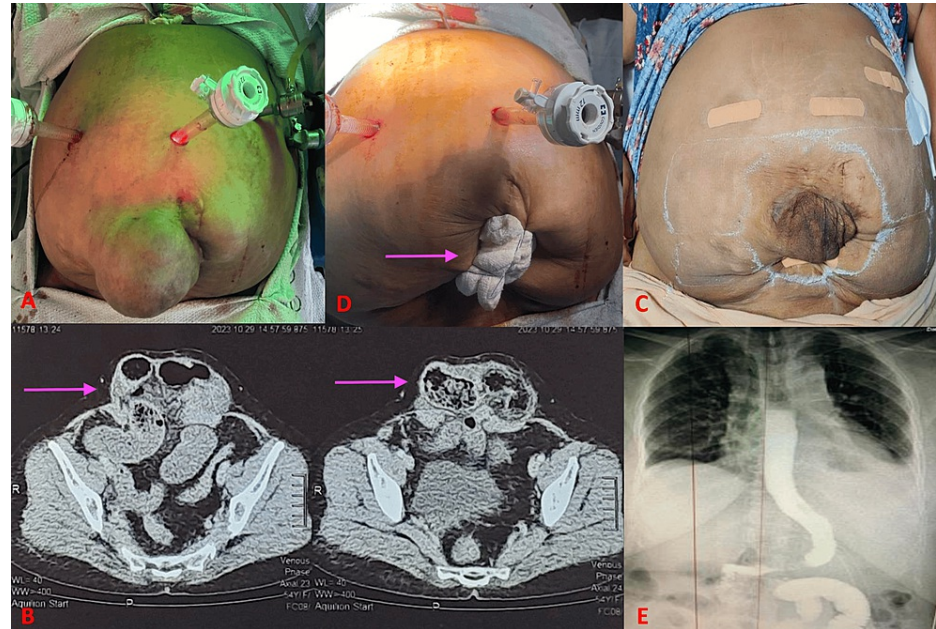 A
D
C
11578 13:24
2023.10.29 14:57:59.875 11578 13:25
2023.10.29 14:57:59.875
R
R
WL= 40
WW= 400
Aquilion Start
P
Venous
Phase
Axial 23
54Y/F/
FC08/
WL= 40
WW= 400
Aquilion Start
P
Venous
Phase
Axial 24
54Y/F/
FC08/
B
E